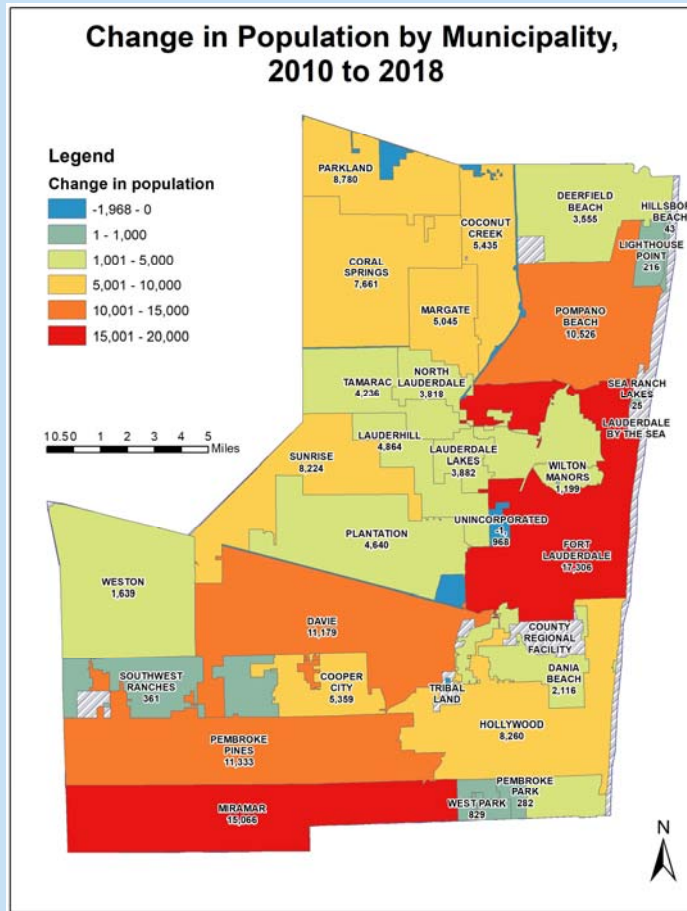 Change in Population by Municipality,
2010 to 2018
Legend
Change in population
-1,968 - 0
1 - 1,000
1,001 - 5,000
5,001 - 10,000
10,001 - 15,000
15,001 - 20,000
10.50 1 2 3 4 5
Miles
PARKLAND
8,780
COCONUT
CREEK
5,435
DEERFIELD
BEACH
3,555
HILLSBOR
BEACH
43
LIGHTHOUSE
POINT
216
CORAL
SPRINGS
7,661
MARGATE
5,045
POMPANO
BEACH
10,526
TAMARAC
4,236
NORTH
LAUDERDALE
3,818
SEA RANCH
LAKES
25
LAUDERDALE
BY THE SEA
LAUDERHILL
4,864
LAUDERDALE
LAKES
3,882
SUNRISE
8,224
WILTON
MANORS
1,199
PLANTATION
4,640
UNINCORPORATED
-1,
968
FORT
LAUDERDALE
17,306
WESTON
1,639
DAVIE
11,179
COUNTY
REGIONAL
FACILITY
SOUTHWEST
RANCHES
361
COOPER
CITY
5,359
TRIBAL
LAND
DANIA
BEACH
2,116
HOLLYWOOD
8,260
PEMBROKE
PINES
11,333
PEMBROKE
PARK
282
WEST PARK
829
MIRAMAR
15,066
N